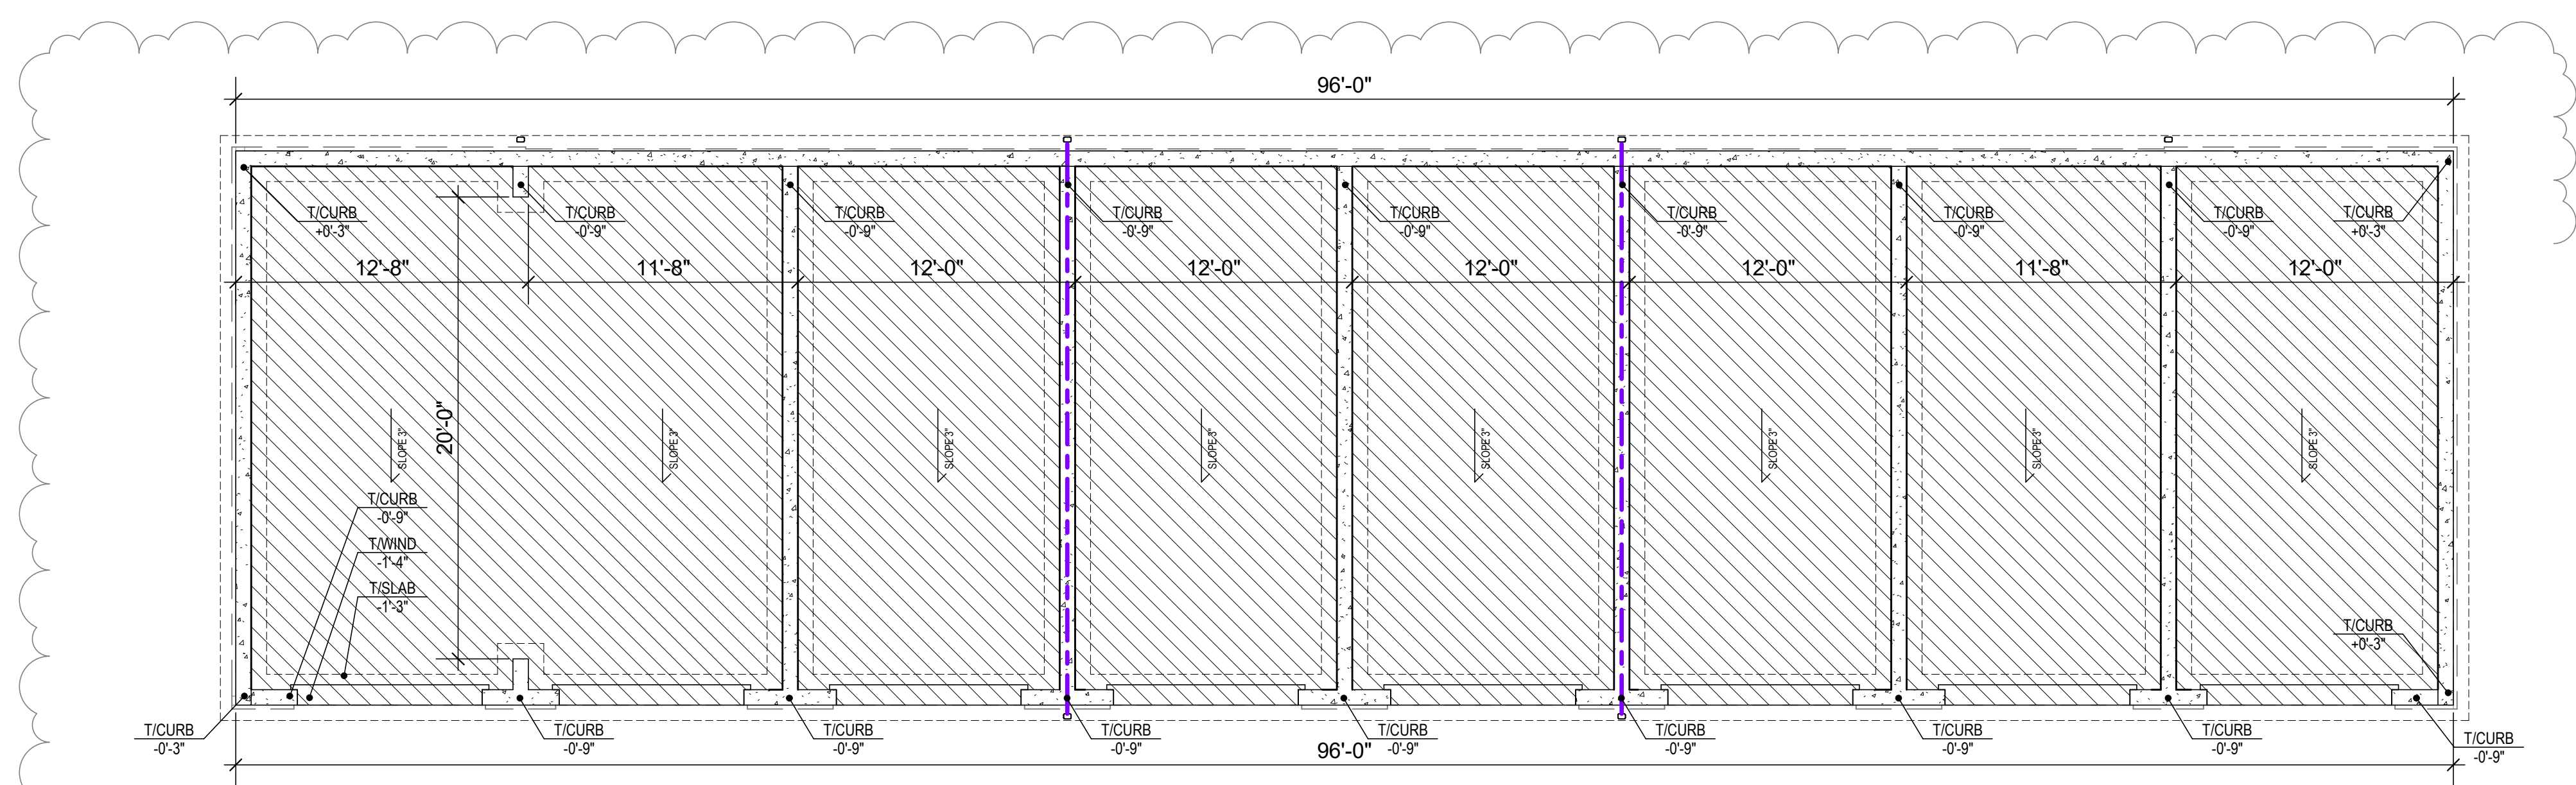 96'-0"
T/CURB
+0'-3"
T/CURB
-0'-9"
T/CURB
-0'-9"
T/CURB
-0'-9"
T/CURB
-0'-9"
T/CURB
-0'-9"
T/CURB
-0'-9"
T/CURB
-0'-9"
T/CURB
+0'-3"
12'-8"
11'-8"
12'-0"
12'-0"
12'-0"
12'-0"
11'-8"
12'-0"
20'-0"
SLOPE 3"
SLOPE 3"
SLOPE 3"
SLOPE 3"
SLOPE 3"
SLOPE 3"
SLOPE 3"
SLOPE 3"
T/CURB
-0'-9"
T/WIND
-1'-4"
T/SLAB
-1'-3"
T/CURB
+0'-3"
T/CURB
-0'-3"
T/CURB
-0'-9"
T/CURB
-0'-9"
T/CURB
-0'-9"
T/CURB
-0'-9"
T/CURB
-0'-9"
T/CURB
-0'-9"
T/CURB
-0'-9"
T/CURB
-0'-9"
96'-0"